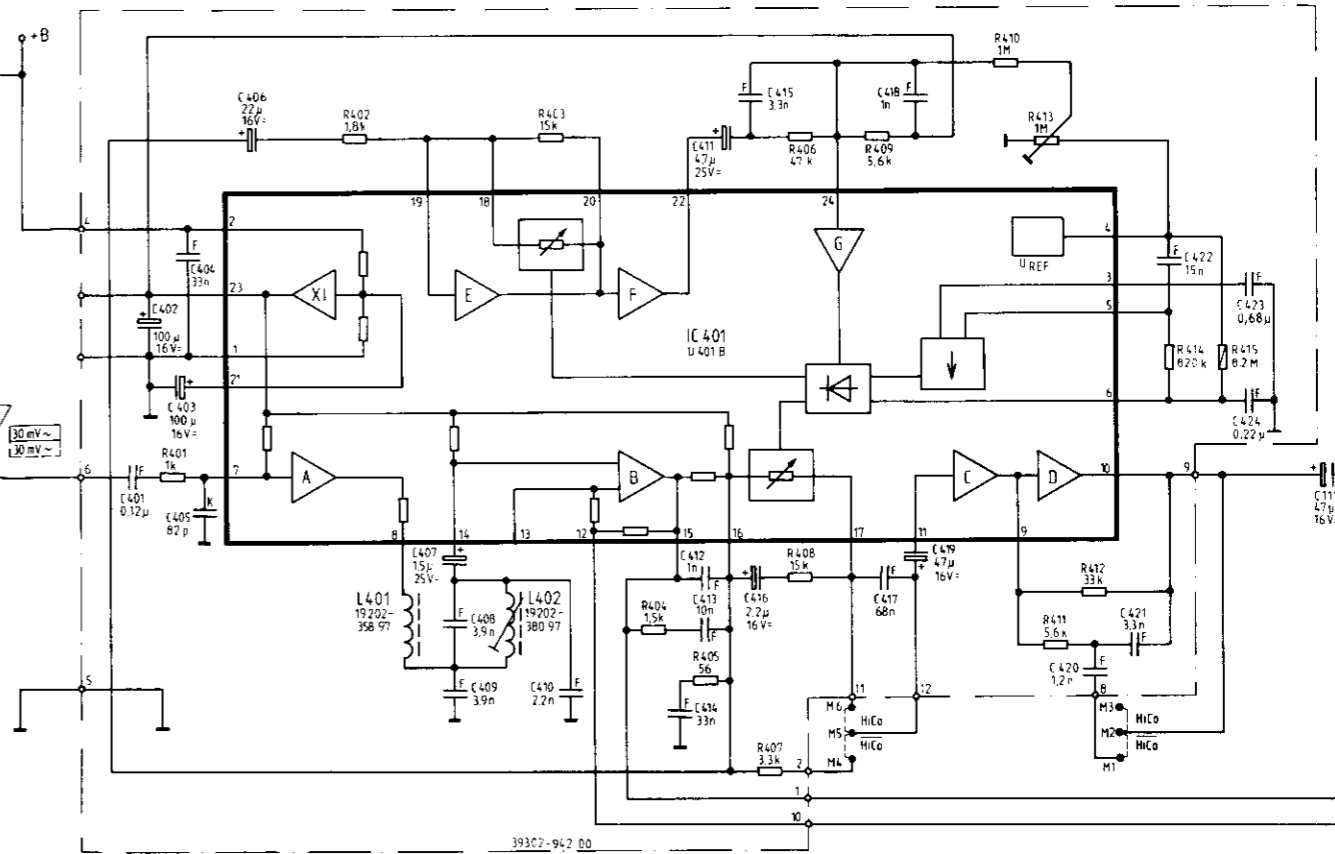 +B
C406
22µ
16V=
R402
1,8k
R403
15k
C411
4,7µ
25V=
F
C415
3,3n
R406
47k
F
C418
1n
R409
5,6k
R410
1M
R413
1M
4
2
19
18
20
22
24
4
F
C404
33n
23
X1
E
F
G
U REF
F
C422
15n
3
5
F
C423
0,68µ
C402
100µ
16V=
1
21
IC 401
U 401 B
R414
820k
R415
8,2M
6
F
C424
0,22µ
C403
100µ
16V=
30 mV~
30 mV~
6
F
C401
0,12µ
R401
1k
7
K
C405
82p
A
B
C
D
10
9
47µ
16V=
8
14
13
12
15
16
17
11
9
C407
1,5µ
25V-
C412
1n
F
C413
10n
F
C416
2,2µ
16V=
R408
15k
C417
68n
F
C419
47µ
16V=
R412
33k
L401
19202-
358 97
F
C408
3,9n
L402
19202-
380 97
R404
1,5k
R411
5,6k
C421
3,3n
F
F
C409
3,9n
C410
2,2n
F
R405
56
F
C414
33n
C420
1,2n
F
5
11
12
8
M6
HiCo
M5
HiCo
M4
M3
HiCo
M2
HiCo
M1
R407
3,3k
2
1
10
39302-942 00